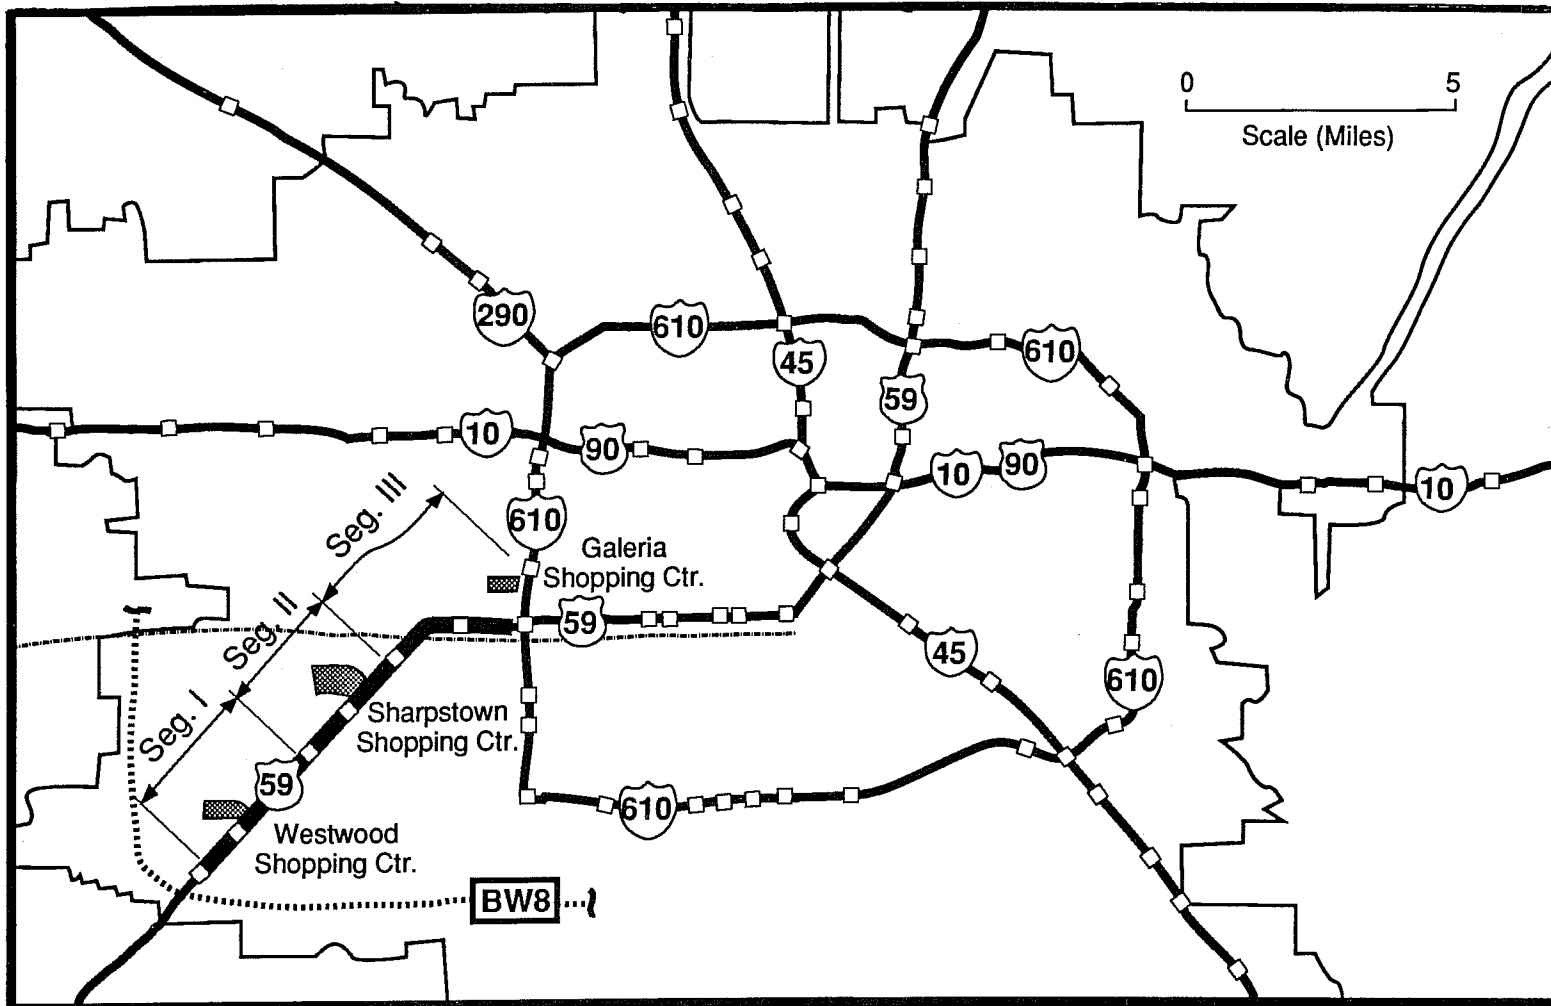 0 5
Scale (Miles)
290
610
45
610
59
10
90
10
90
10
Seg. III
610
Galeria
Shopping Ctr.
Seg. II
59
45
610
Seg. I
Sharpstown
Shopping Ctr.
59
610
Westwood
Shopping Ctr.
BW8